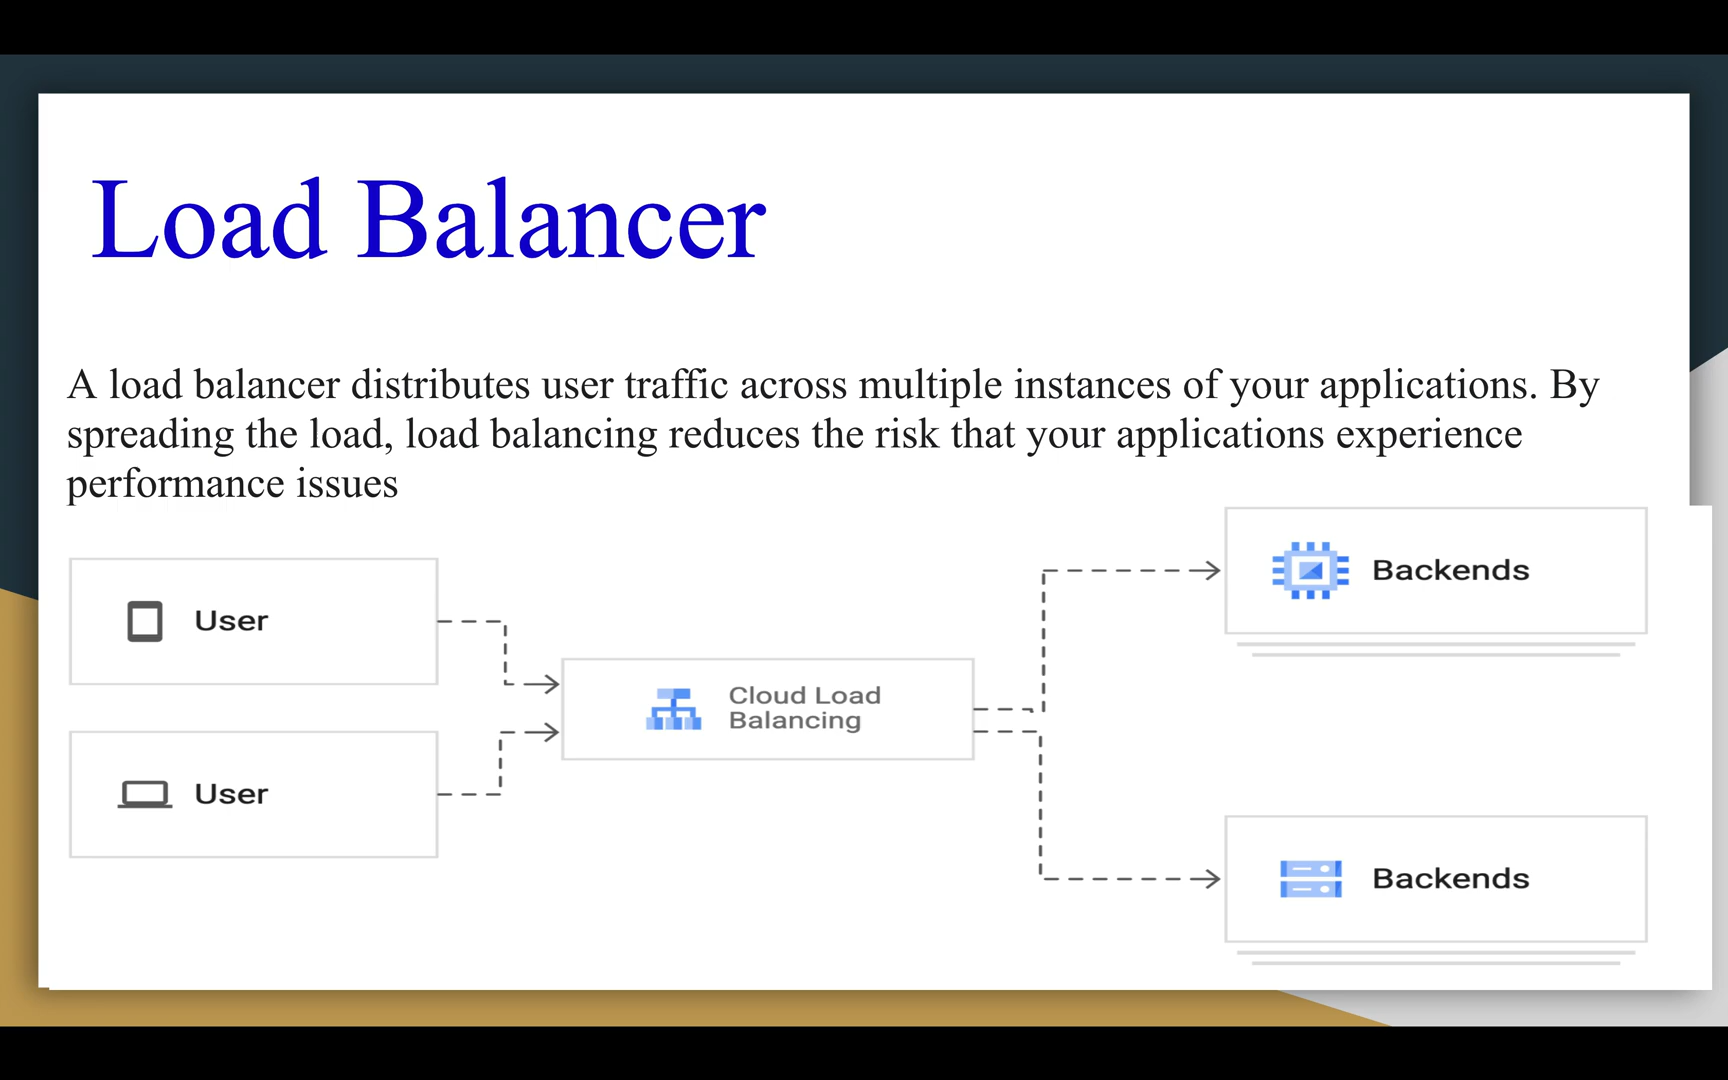 Load Balancer
A load balancer distributes user traffic across multiple instances of your applications. By
spreading the load, load balancing reduces the risk that your applications experience
performance issues
User
User
Cloud Load
Balancing
Backends
Backends